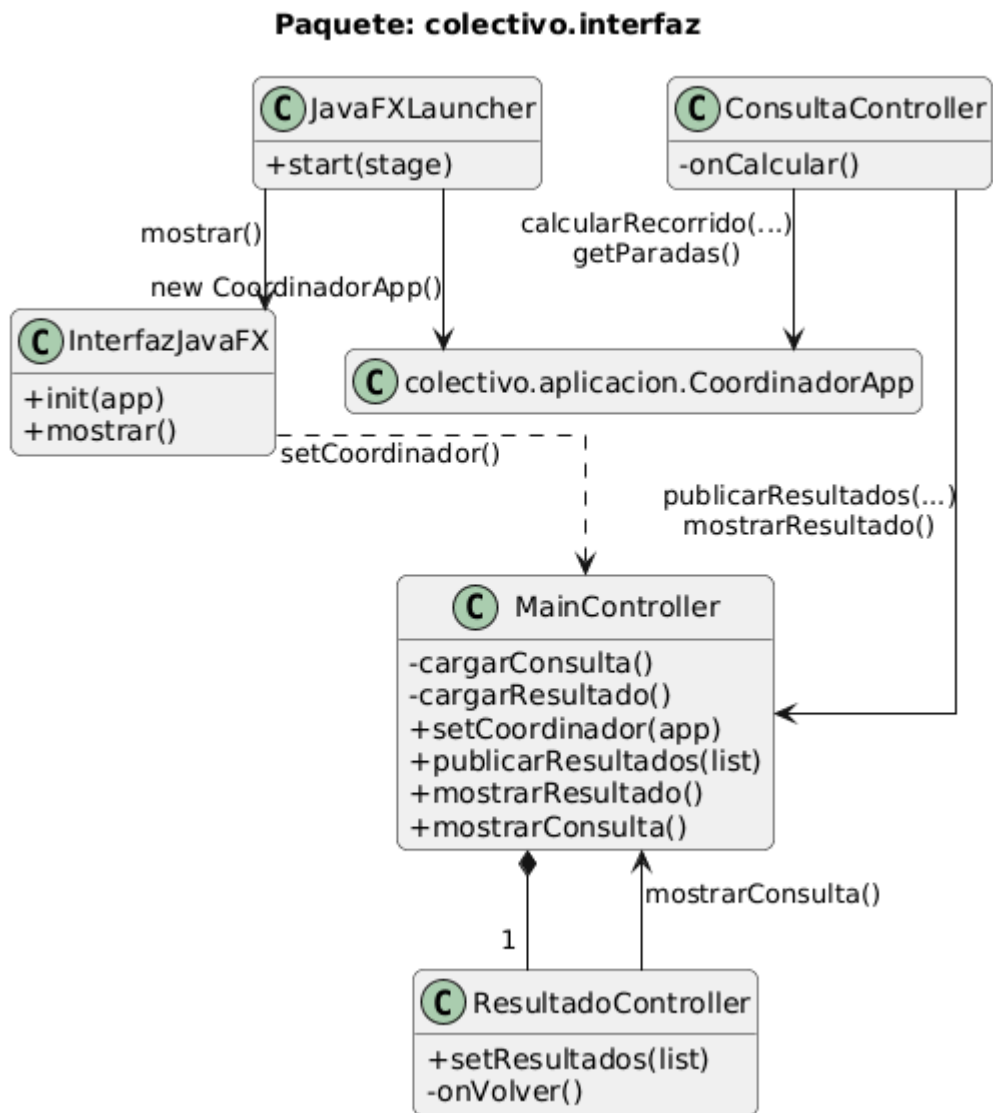 Paquete: colectivo.interfaz
C JavaFXLauncher
+start(stage)
C ConsultaController
-onCalcular()
mostrar()
new CoordinadorApp()
calcularRecorrido(...)
getParadas()
C InterfazJavaFX
+init(app)
+mostrar()
C colectivo.aplicacion.CoordinadorApp
setCoordinador()
publicarResultados(...)
mostrarResultado()
C MainController
-cargarConsulta()
-cargarResultado()
+setCoordinador(app)
+publicarResultados(list)
+mostrarResultado()
+mostrarConsulta()
mostrarConsulta()
1
C ResultadoController
+setResultados(list)
-onVolver()